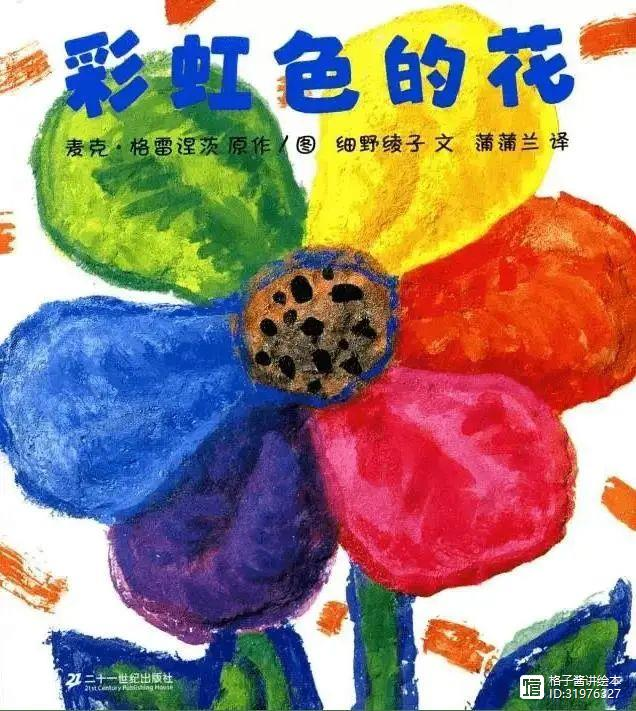 彩虹色的花
麦克·格雷涅茨 原作/图 细野绫子 文 蒲蒲兰 译
21 二十一世纪出版社
21st Century Publishing House
格子酱讲绘本
ID:31976327